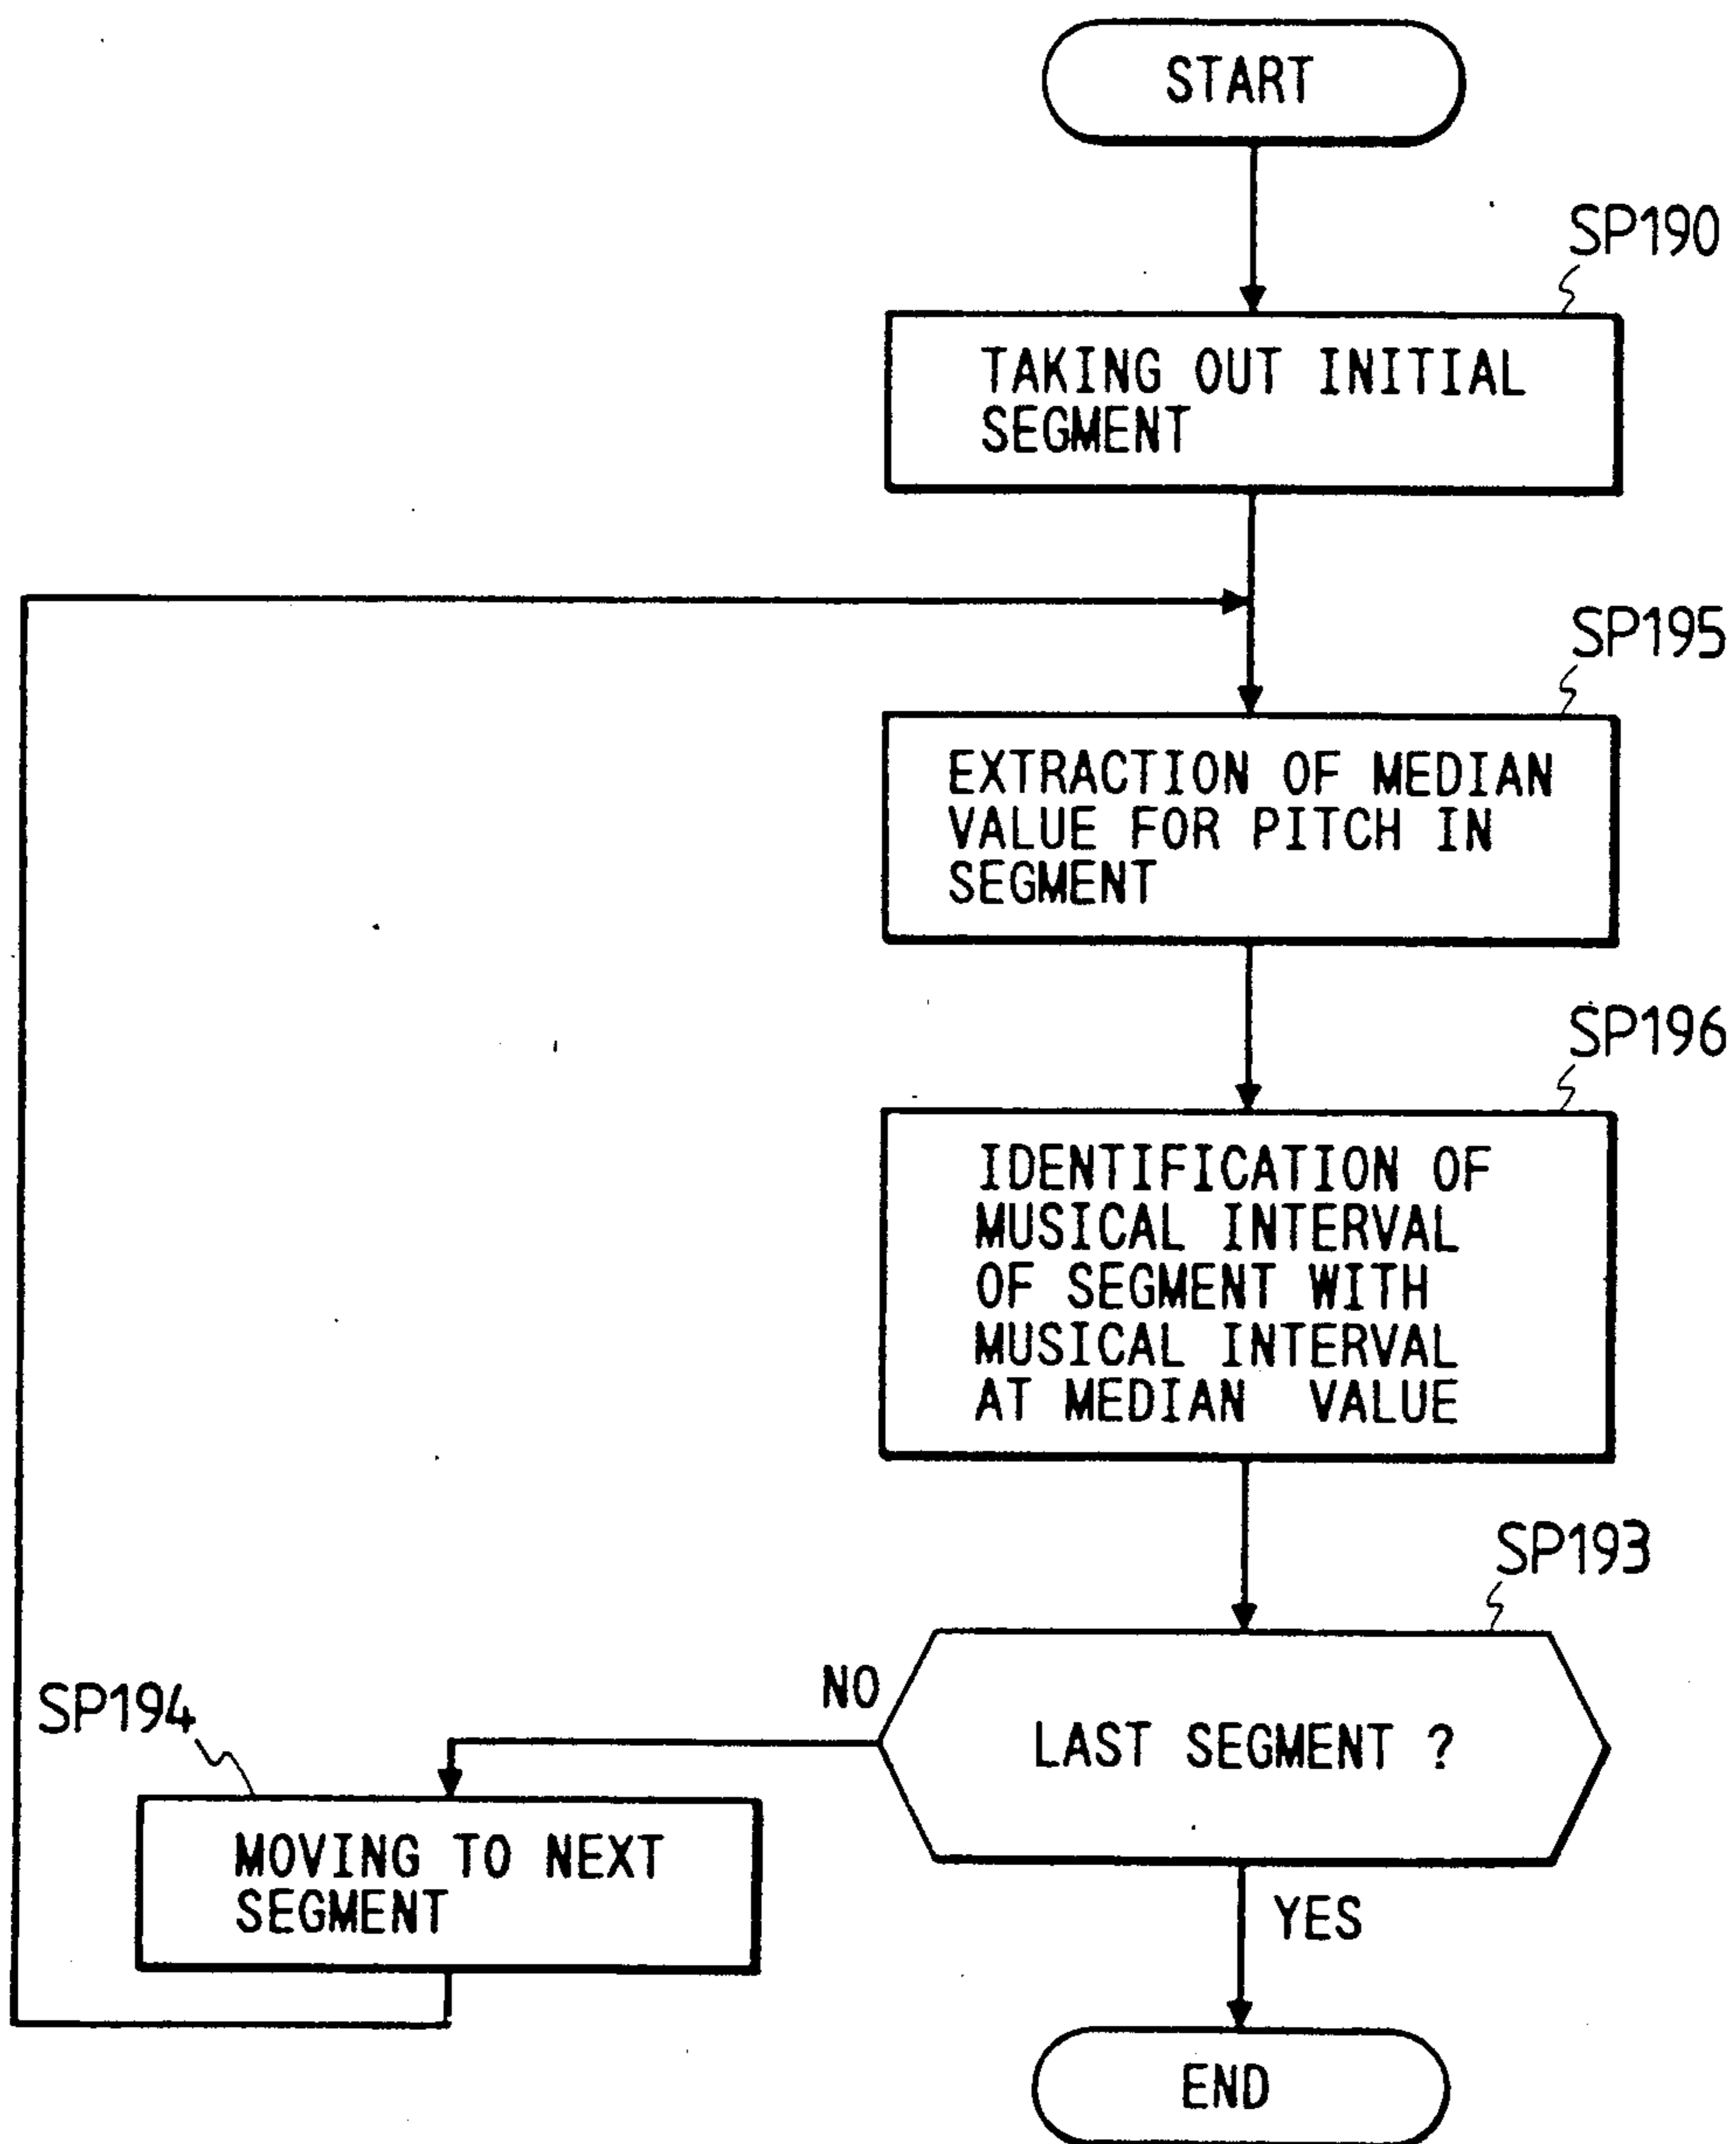 START
SP190
TAKING OUT INITIAL
SEGMENT
SP195
EXTRACTION OF MEDIAN
VALUE FOR PITCH IN
SEGMENT
SP196
IDENTIFICATION OF
MUSICAL INTERVAL
OF SEGMENT WITH
MUSICAL INTERVAL
AT MEDIAN VALUE
SP193
NO
LAST SEGMENT ?
SP194
MOVING TO NEXT
SEGMENT
YES
END